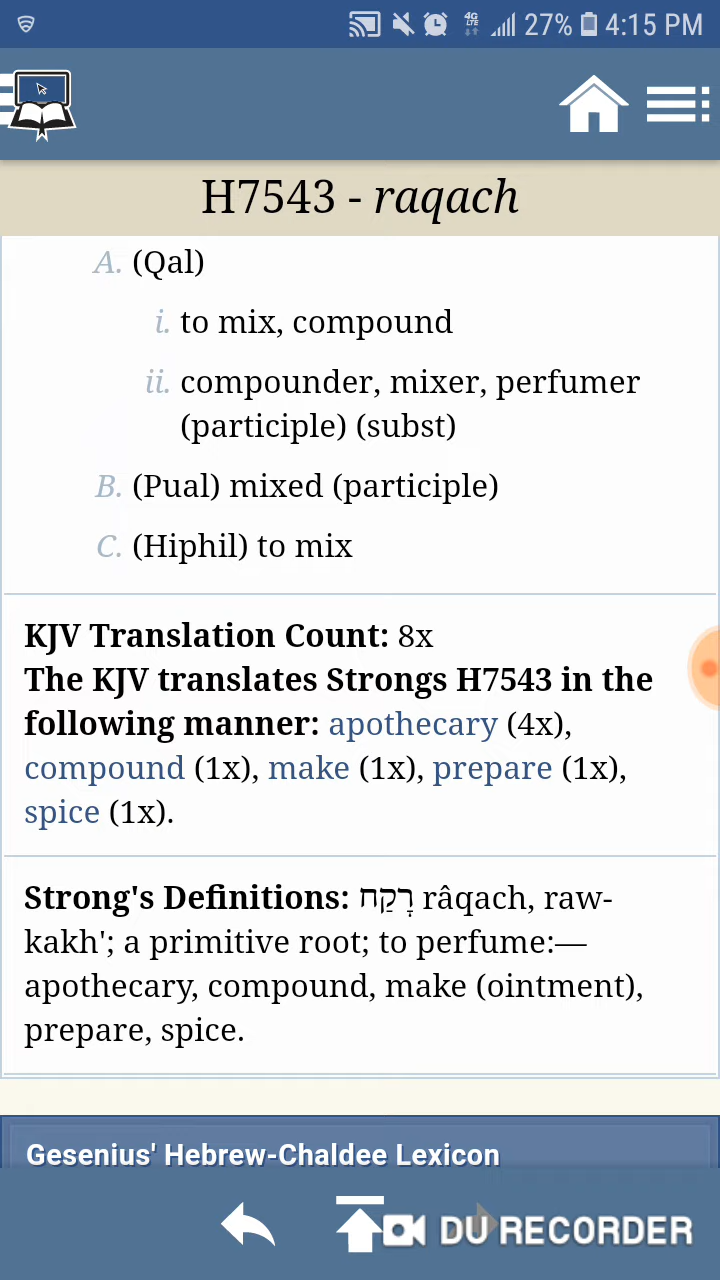 4G
LTE
27%
4:15 PM
H7543 - raqach
A. (Qal)
i. to mix, compound
ii. compounder, mixer, perfumer
(participle) (subst)
B. (Pual) mixed (participle)
C. (Hiphil) to mix
KJV Translation Count: 8x
The KJV translates Strongs H7543 in the
following manner: apothecary (4x),
compound (1x), make (1x), prepare (1x),
spice (1x).
Strong's Definitions: רָקַח râqach, raw-
kakh'; a primitive root; to perfume:—
apothecary, compound, make (ointment),
prepare, spice.
Gesenius' Hebrew-Chaldee Lexicon
DU RECORDER